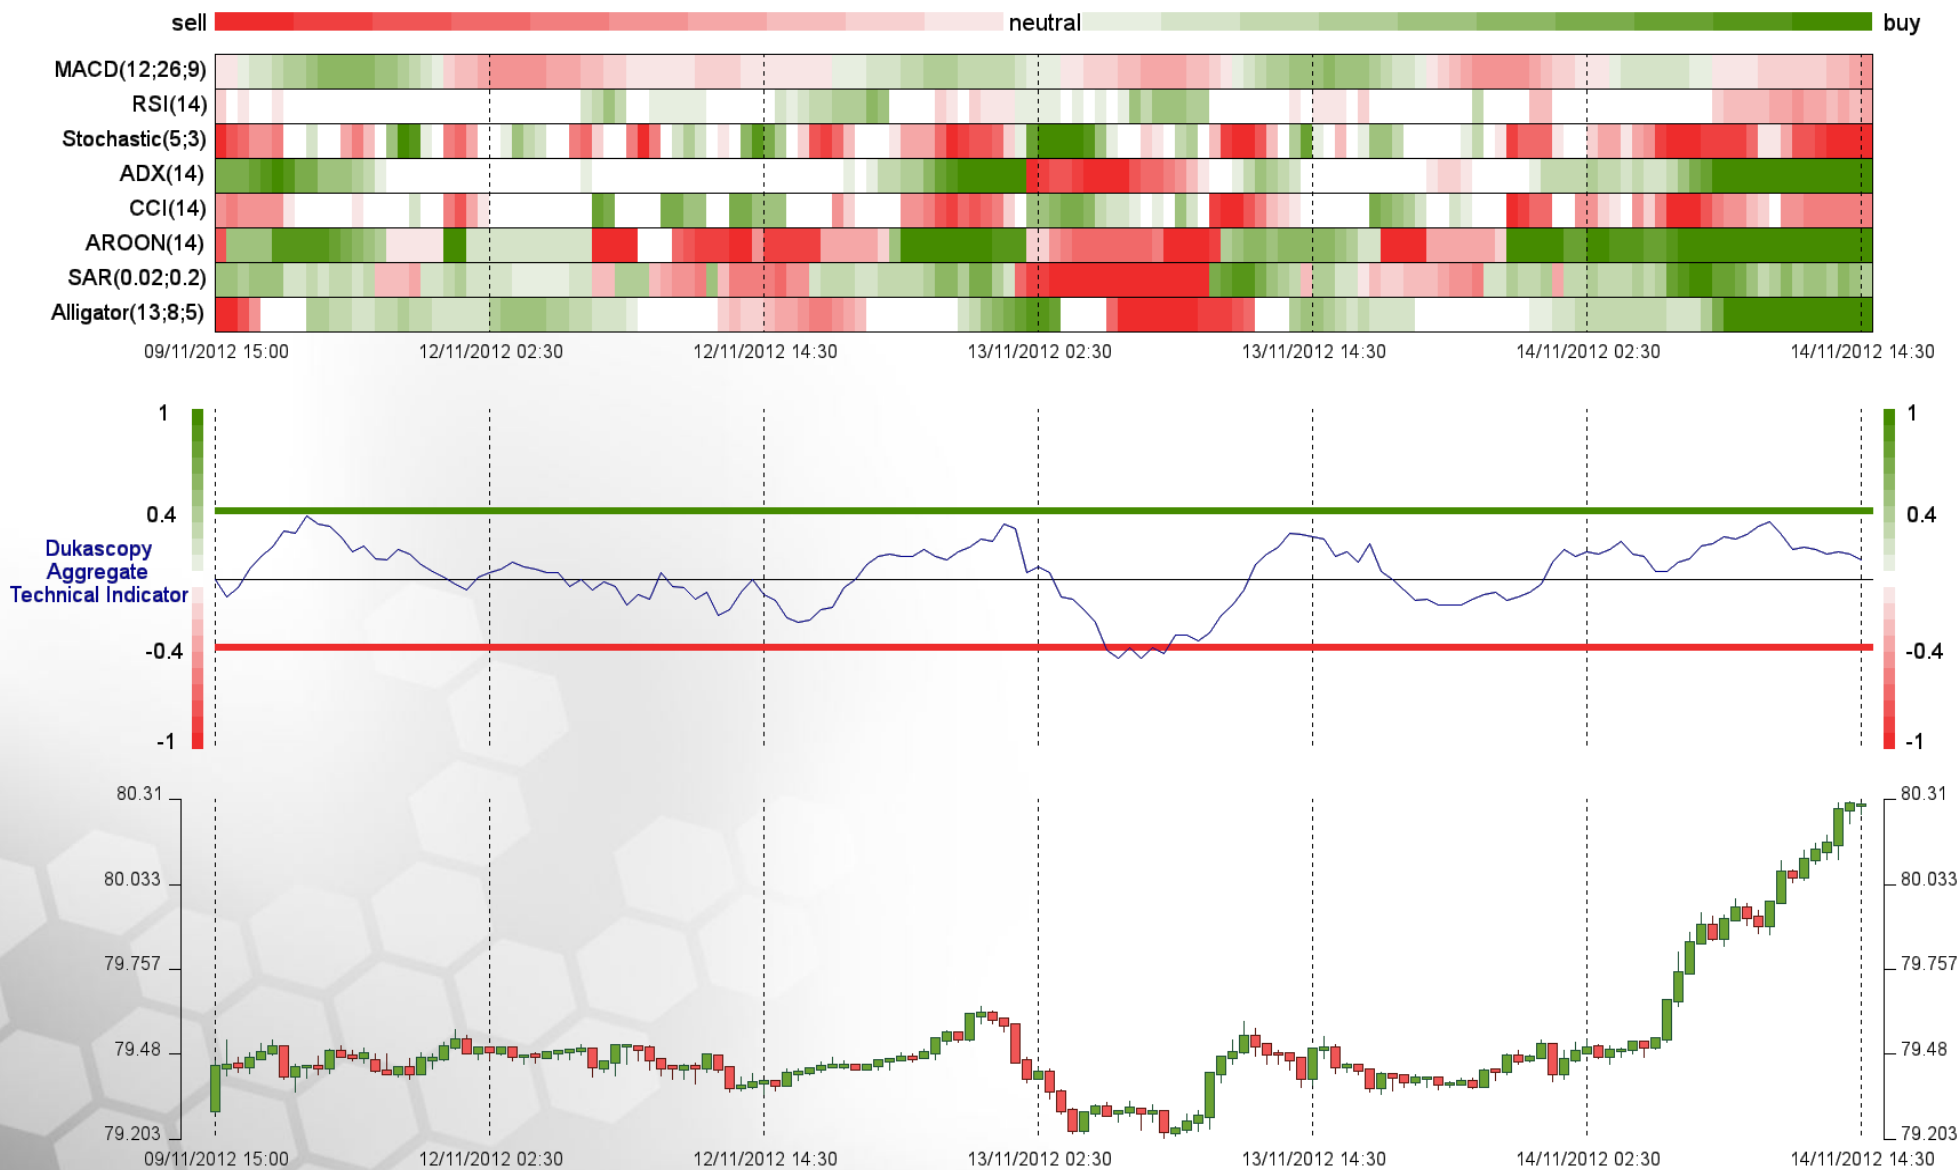 sell neutral buy
MACD(12;26;9)
RSI(14)
Stochastic(5;3)
ADX(14)
CCI(14)
AROON(14)
SAR(0.02;0.2)
Alligator(13;8;5)
09/11/2012 15:00 12/11/2012 02:30 12/11/2012 14:30 13/11/2012 02:30 13/11/2012 14:30 14/11/2012 02:30 14/11/2012 14:30
1 1
0.4 0.4
Dukascopy
Aggregate
Technical Indicator
-0.4 -0.4
-1 -1
80.31 80.31
80.033 80.033
79.757 79.757
79.48 79.48
79.203 79.203
09/11/2012 15:00 12/11/2012 02:30 12/11/2012 14:30 13/11/2012 02:30 13/11/2012 14:30 14/11/2012 02:30 14/11/2012 14:30